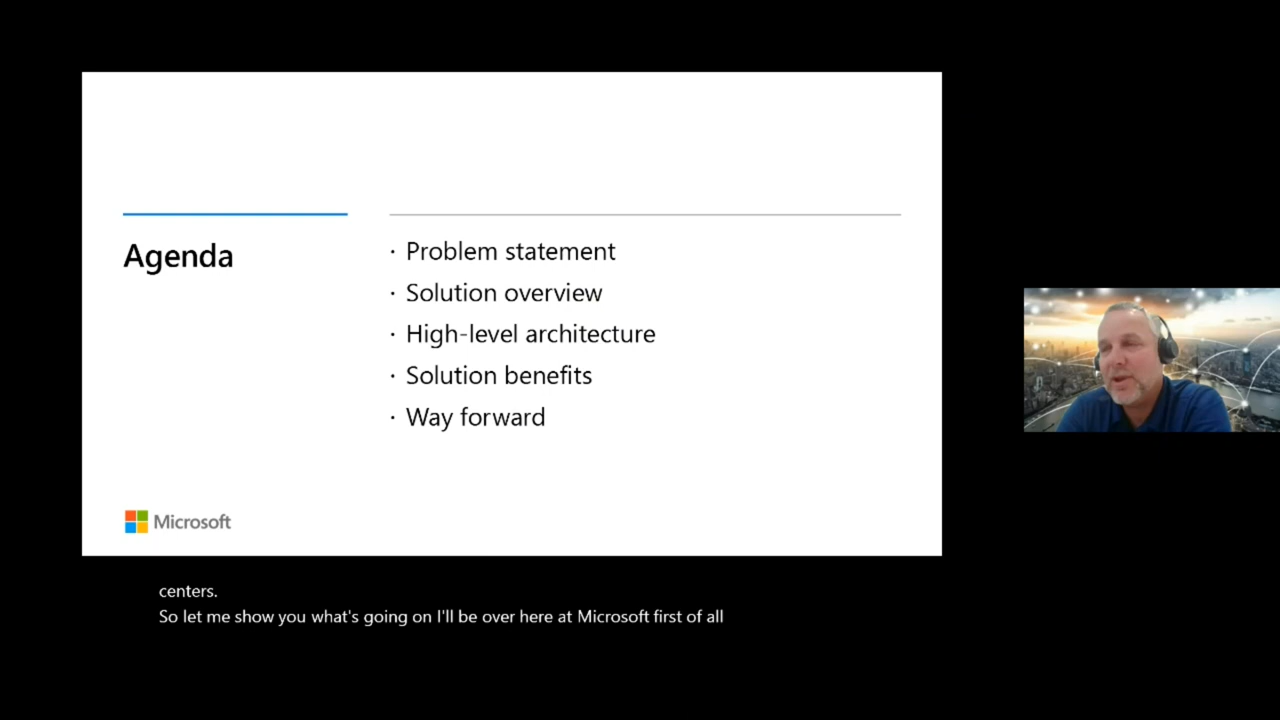 Agenda
· Problem statement
· Solution overview
· High-level architecture
· Solution benefits
· Way forward
Microsoft
centers.
So let me show you what's going on I'll be over here at Microsoft first of all